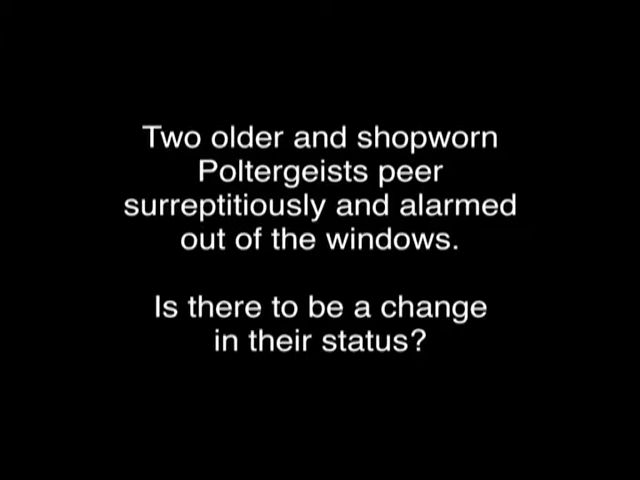 Two older and shopworn
Poltergeists peer
surreptitiously and alarmed
out of the windows.
Is there to be a change
in their status?